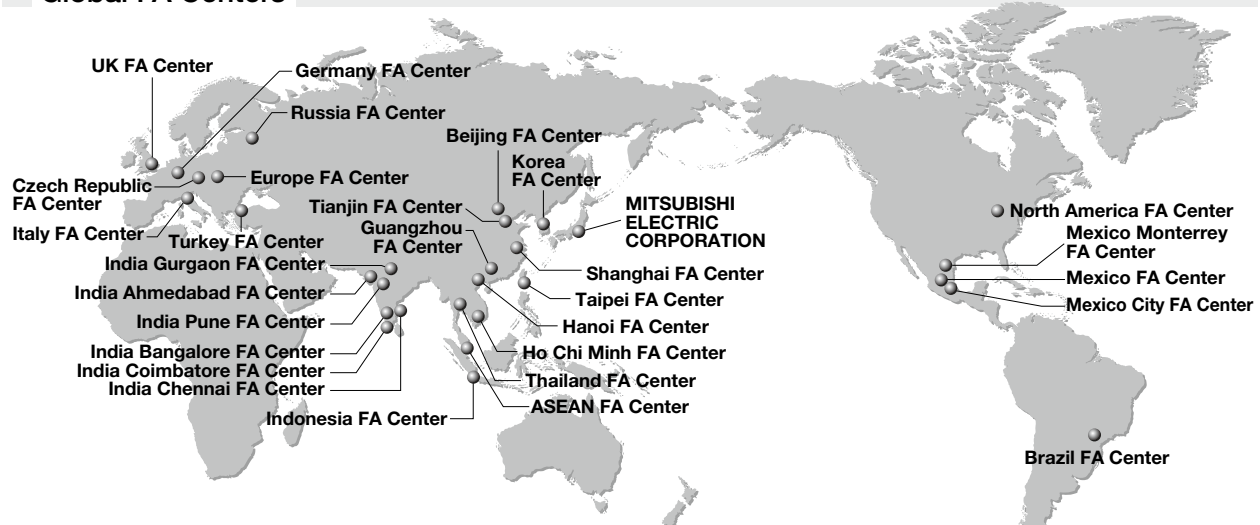 Global FA Centers
UK FA Center
Germany FA Center
Russia FA Center
Beijing FA Center
Korea
FA Center
Czech Republic
FA Center
Europe FA Center
Tianjin FA Center
Guangzhou
FA Center
MITSUBISHI
ELECTRIC
CORPORATION
Italy FA Center
Turkey FA Center
India Gurgaon FA Center
India Ahmedabad FA Center
India Pune FA Center
India Bangalore FA Center
India Coimbatore FA Center
India Chennai FA Center
Indonesia FA Center
Shanghai FA Center
Taipei FA Center
Hanoi FA Center
Ho Chi Minh FA Center
Thailand FA Center
ASEAN FA Center
North America FA Center
Mexico Monterrey
FA Center
Mexico FA Center
Mexico City FA Center
Brazil FA Center